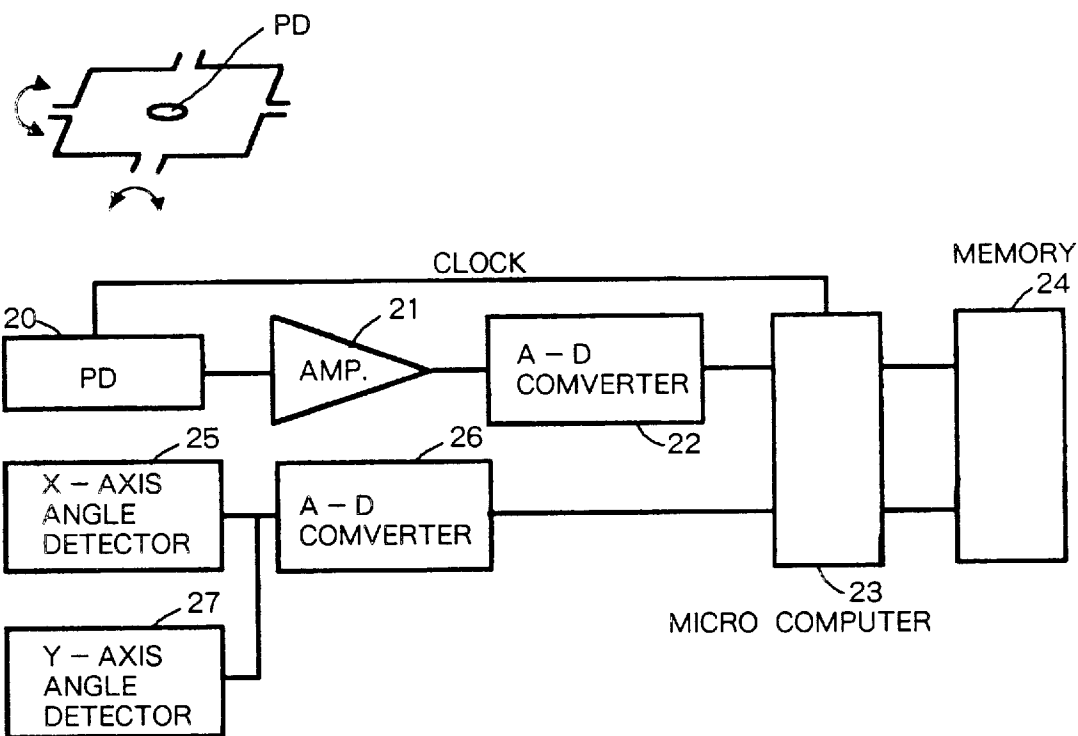 PD
CLOCK
MEMORY
24
20
PD
21
AMP.
A – D
COMVERTER
22
25
X – AXIS
ANGLE
DETECTOR
26
A – D
COMVERTER
23
MICRO COMPUTER
27
Y – AXIS
ANGLE
DETECTOR